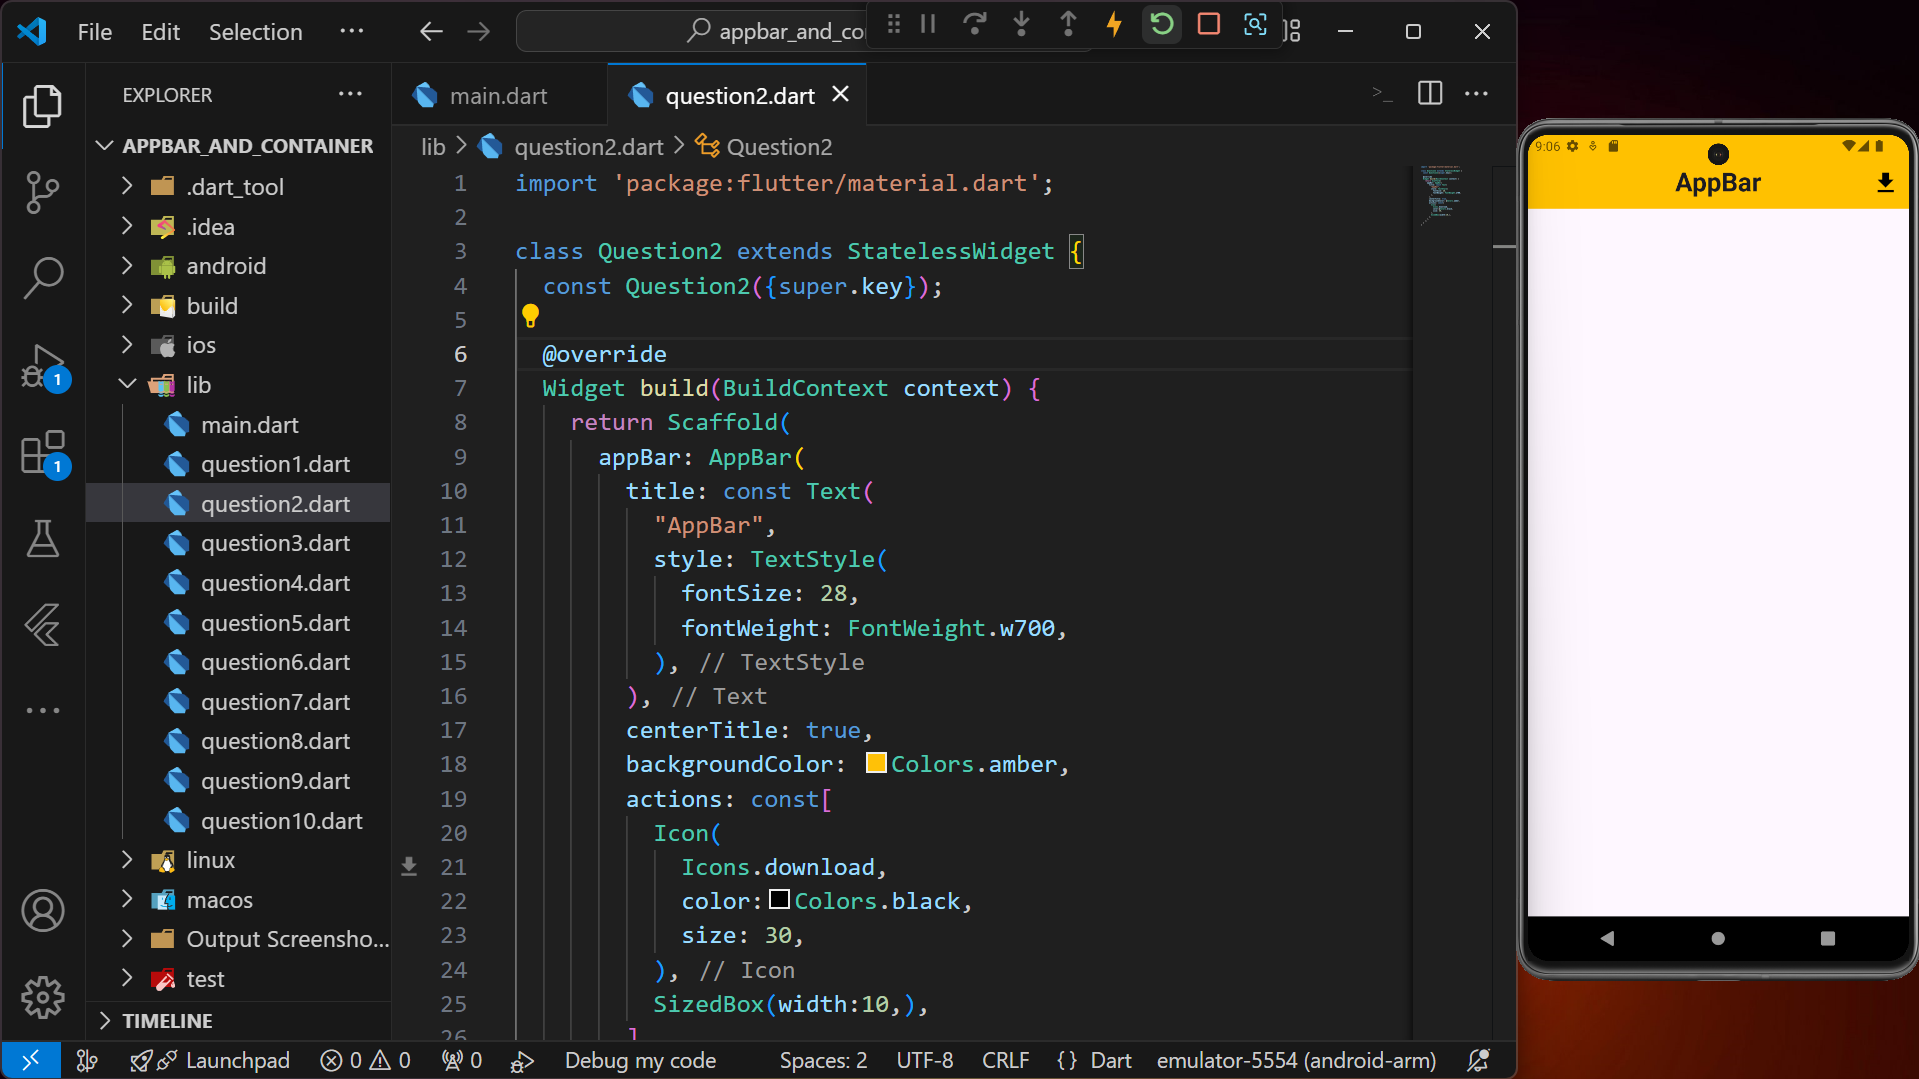 File Edit Selection ···
appbar_and_co
EXPLORER ···
APPBAR_AND_CONTAINER
.dart_tool
.idea
android
build
ios
lib
main.dart
question1.dart
question2.dart
question3.dart
question4.dart
question5.dart
question6.dart
question7.dart
question8.dart
question9.dart
question10.dart
linux
macos
Output Screensho...
test
TIMELINE
1
1
main.dart question2.dart
lib > question2.dart > Question2
1 import 'package:flutter/material.dart';
2
3 class Question2 extends StatelessWidget {
4 const Question2({super.key});
5
6 @override
7 Widget build(BuildContext context) {
8 return Scaffold(
9 appBar: AppBar(
10 title: const Text(
11 "AppBar",
12 style: TextStyle(
13 fontSize: 28,
14 fontWeight: FontWeight.w700,
15 ), // TextStyle
16 ), // Text
17 centerTitle: true,
18 backgroundColor: Colors.amber,
19 actions: const[
20 Icon(
21 Icons.download,
22 color: Colors.black,
23 size: 30,
24 ), // Icon
25 SizedBox(width:10,),
26 ]
Launchpad 0 0 0 Debug my code Spaces: 2 UTF-8 CRLF {} Dart emulator-5554 (android-arm)
9:06
AppBar